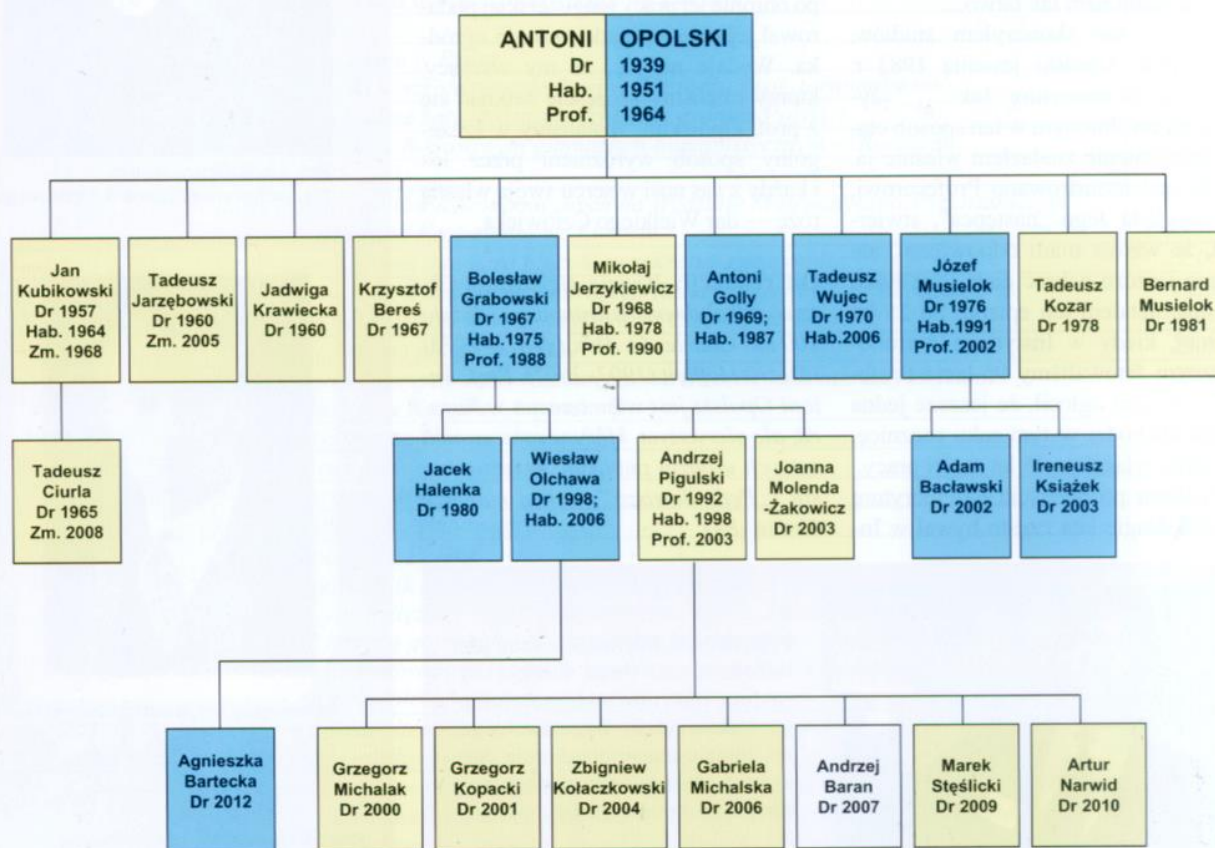 ANTONI OPOLSKI
Dr 1939
Hab. 1951
Prof. 1964
Jan
Kubikowski
Dr 1957
Hab. 1964
Zm. 1968
Tadeusz
Jarzębowski
Dr 1960
Zm. 2005
Jadwiga
Krawiecka
Dr 1960
Krzysztof
Bereś
Dr 1967
Bolesław
Grabowski
Dr 1967
Hab.1975
Prof. 1988
Mikołaj
Jerzykiewicz
Dr 1968
Hab. 1978
Prof. 1990
Antoni
Golly
Dr 1969;
Hab. 1987
Tadeusz
Wujec
Dr 1970
Hab.2006
Józef
Musielok
Dr 1976
Hab.1991
Prof. 2002
Tadeusz
Kozar
Dr 1978
Bernard
Musielok
Dr 1981
Tadeusz
Ciurla
Dr 1965
Zm. 2008
Jacek
Halenka
Dr 1980
Wiesław
Olchawa
Dr 1998;
Hab. 2006
Andrzej
Pigulski
Dr 1992
Hab. 1998
Prof. 2003
Joanna
Molenda
-Żakowicz
Dr 2003
Adam
Bacławski
Dr 2002
Ireneusz
Książek
Dr 2003
Agnieszka
Bartecka
Dr 2012
Grzegorz
Michalak
Dr 2000
Grzegorz
Kopacki
Dr 2001
Zbigniew
Kołaczkowski
Dr 2004
Gabriela
Michalska
Dr 2006
Andrzej
Baran
Dr 2007
Marek
Stęślicki
Dr 2009
Artur
Narwid
Dr 2010